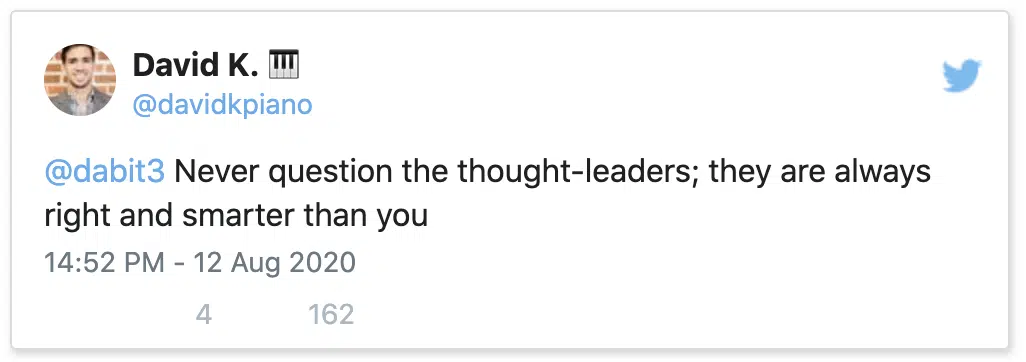 David K. 🎹
@davidkpiano
@dabit3 Never question the thought-leaders; they are always
right and smarter than you
14:52 PM - 12 Aug 2020
4 162